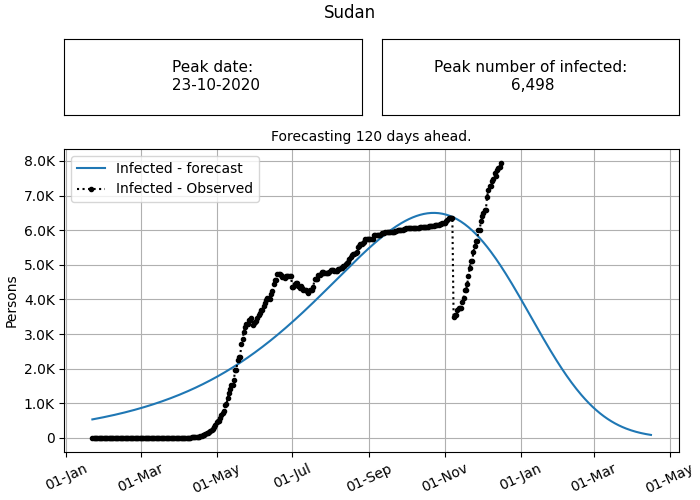 Sudan
Peak date:
23-10-2020
Peak number of infected:
6,498
Forecasting 120 days ahead.
Infected - forecast
Infected - Observed
Persons
8.0K
7.0K
6.0K
5.0K
4.0K
3.0K
2.0K
1.0K
0
01-Jan
01-Mar
01-May
01-Jul
01-Sep
01-Nov
01-Jan
01-Mar
01-May